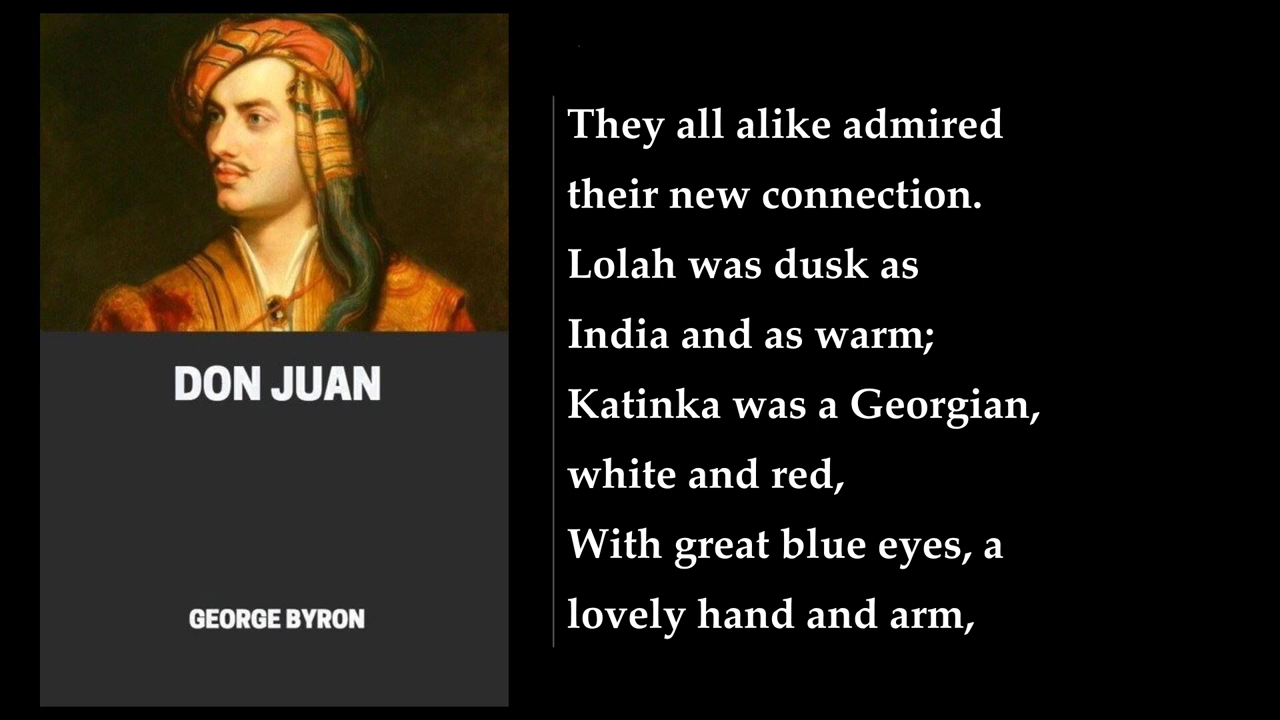 DON JUAN
GEORGE BYRON
They all alike admired
their new connection.
Lolah was dusk as
India and as warm;
Katinka was a Georgian,
white and red,
With great blue eyes, a
lovely hand and arm,